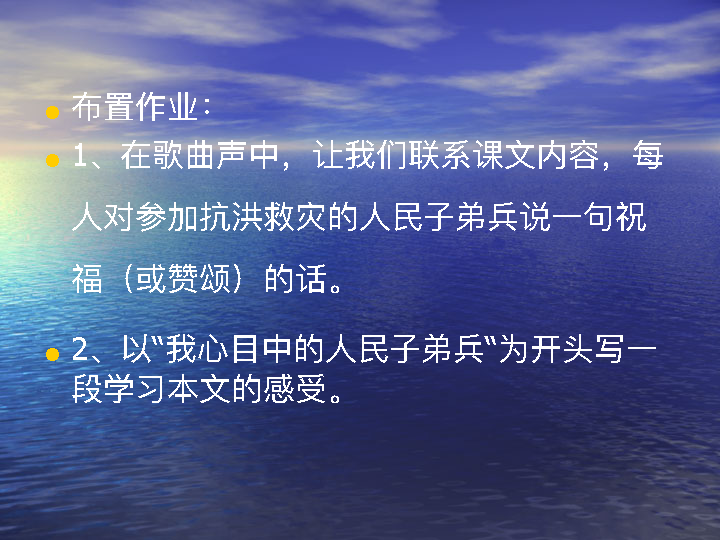 布置作业：
1、在歌曲声中，让我们联系课文内容，每
人对参加抗洪救灾的人民子弟兵说一句祝
福（或赞颂）的话。
2、以“我心目中的人民子弟兵“为开头写一
段学习本文的感受。